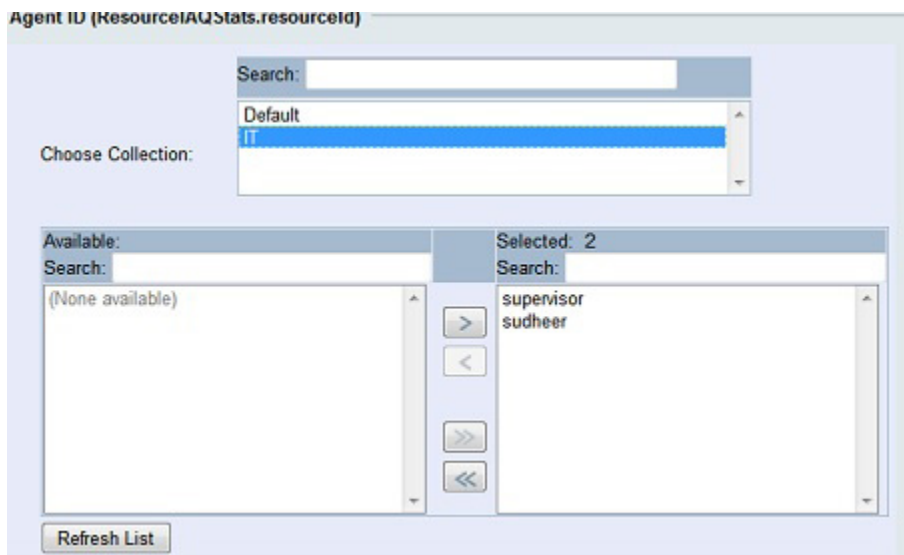 Agent ID (ResourceIAQStats.resourceId)
Search:
Default
IT
Choose Collection:
Available:
Search:
(None available)
Selected: 2
Search:
supervisor
sudheer
>
<
>>
<<
Refresh List